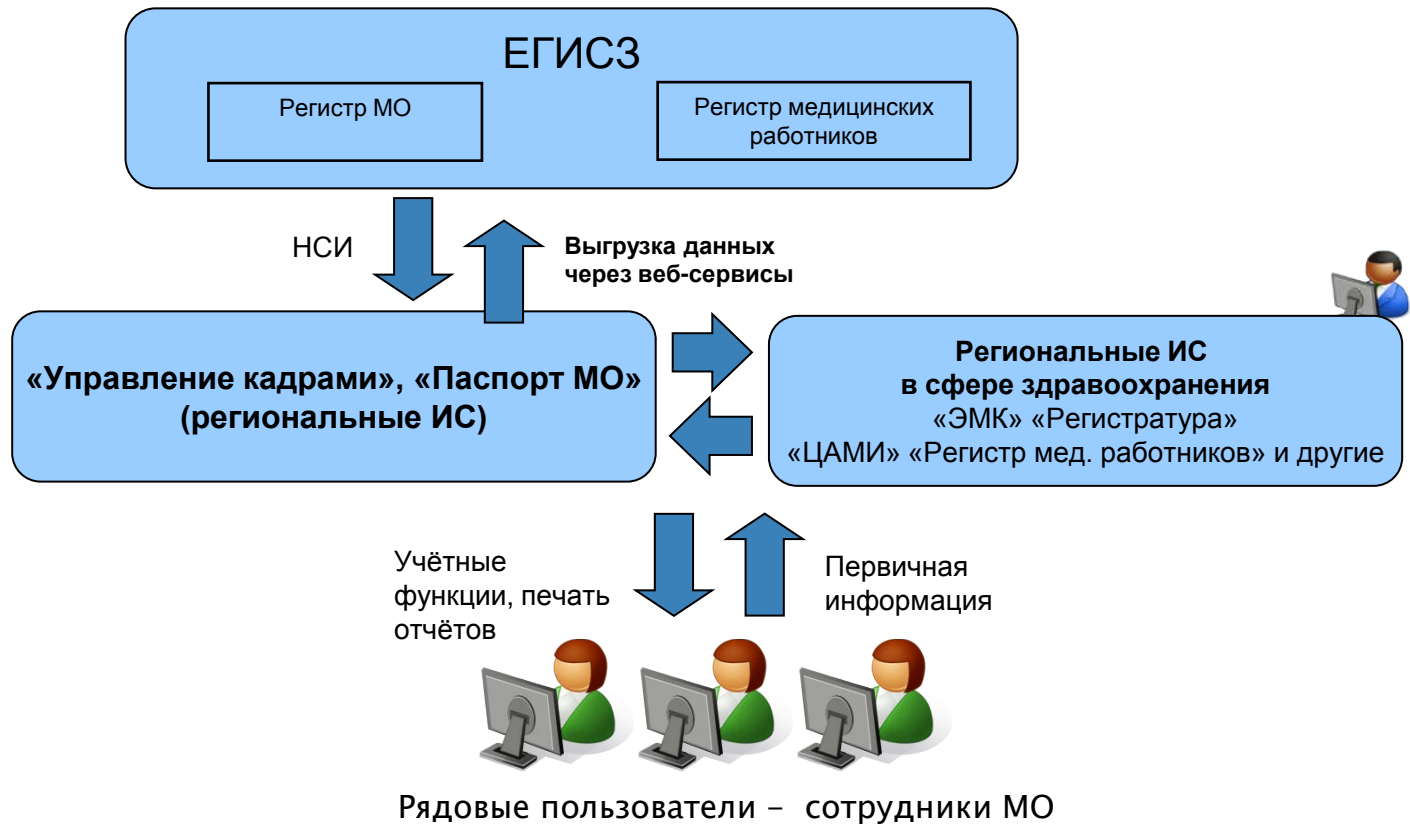 ЕГИСЗ
Регистр МО
Регистр медицинских
работников
НСИ
Выгрузка данных
через веб-сервисы
«Управление кадрами», «Паспорт МО»
(региональные ИС)
Региональные ИС
в сфере здравоохранения
«ЭМК» «Регистратура»
«ЦАМИ» «Регистр мед. работников» и другие
Учётные
функции, печать
отчётов
Первичная
информация
Рядовые пользователи – сотрудники МО